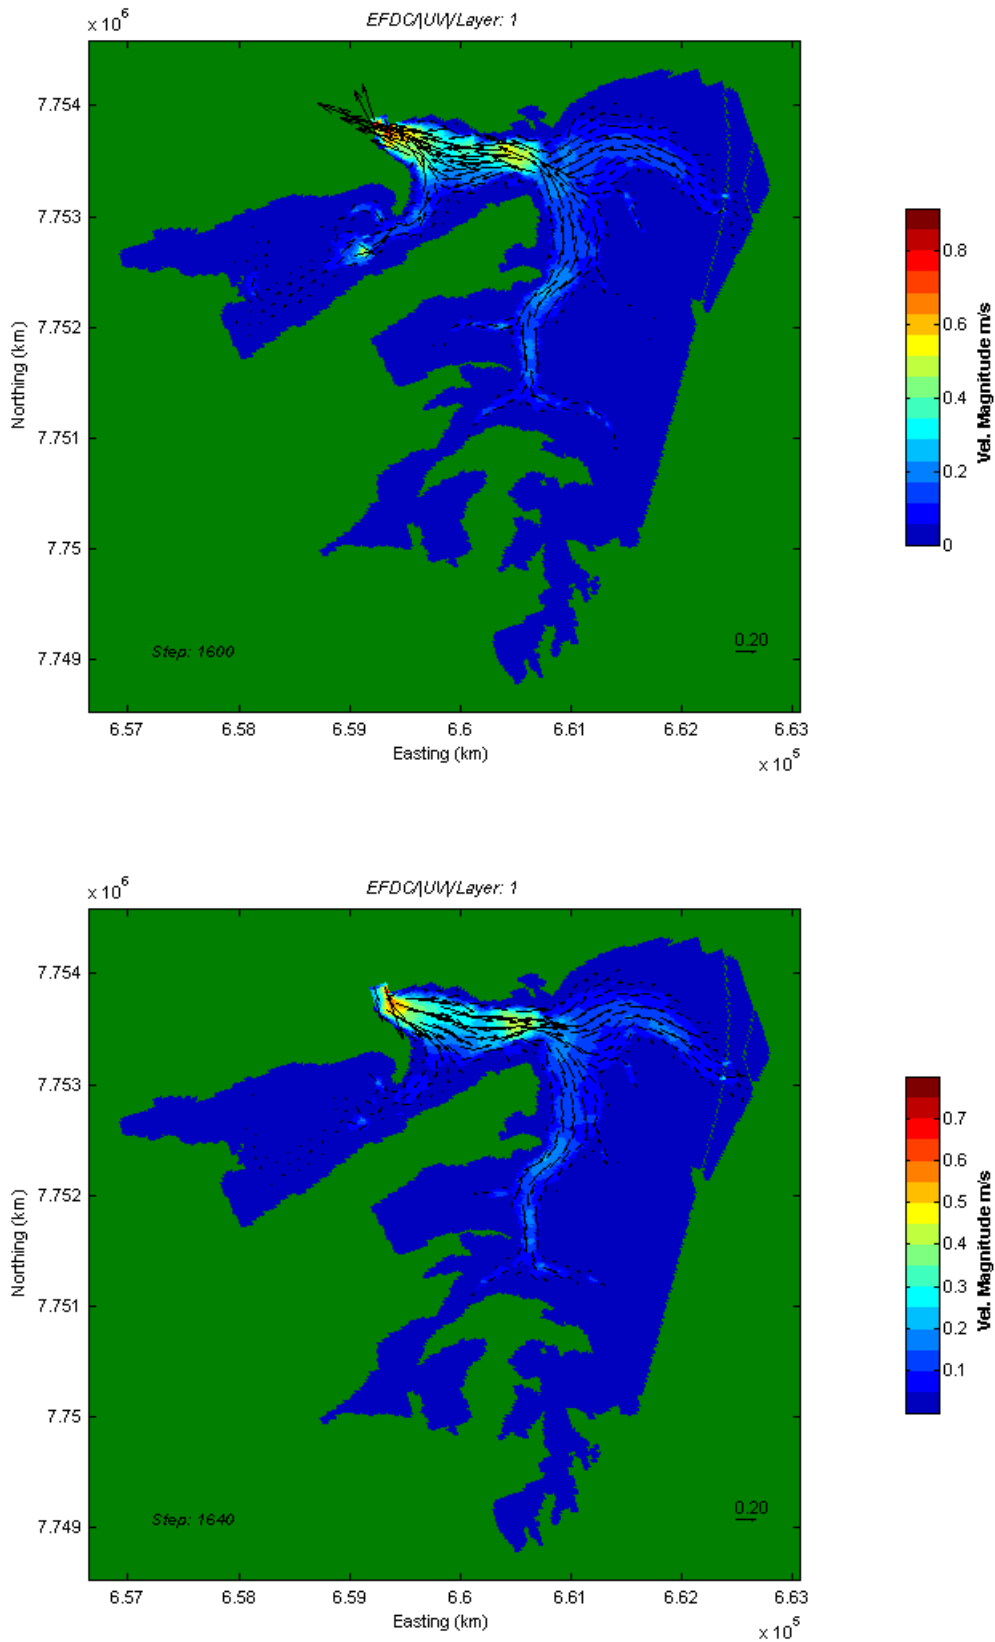 x 10^6
EFDC/|UV|/Layer: 1
7.754
7.753
7.752
7.751
7.75
7.749
Northing (km)
Step: 1600
0.20
6.57 6.58 6.59 6.6 6.61 6.62 6.63
Easting (km)
x 10^5
0.8
0.6
0.4
0.2
0
Vel. Magnitude m/s
x 10^6
EFDC/|UV|/Layer: 1
7.754
7.753
7.752
7.751
7.75
7.749
Northing (km)
Step: 1640
0.20
6.57 6.58 6.59 6.6 6.61 6.62 6.63
Easting (km)
x 10^5
0.7
0.6
0.5
0.4
0.3
0.2
0.1
Vel. Magnitude m/s